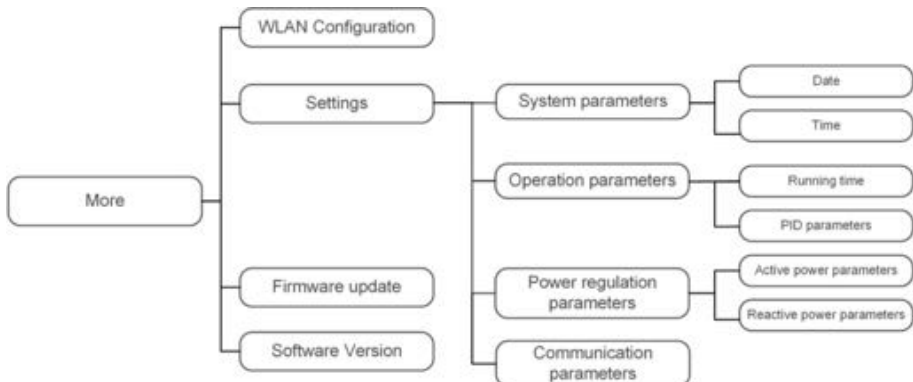 More
WLAN Configuration
Settings
Firmware update
Software Version
System parameters
Operation parameters
Power regulation
parameters
Communication
parameters
Date
Time
Running time
PID parameters
Active power parameters
Reactive power parameters